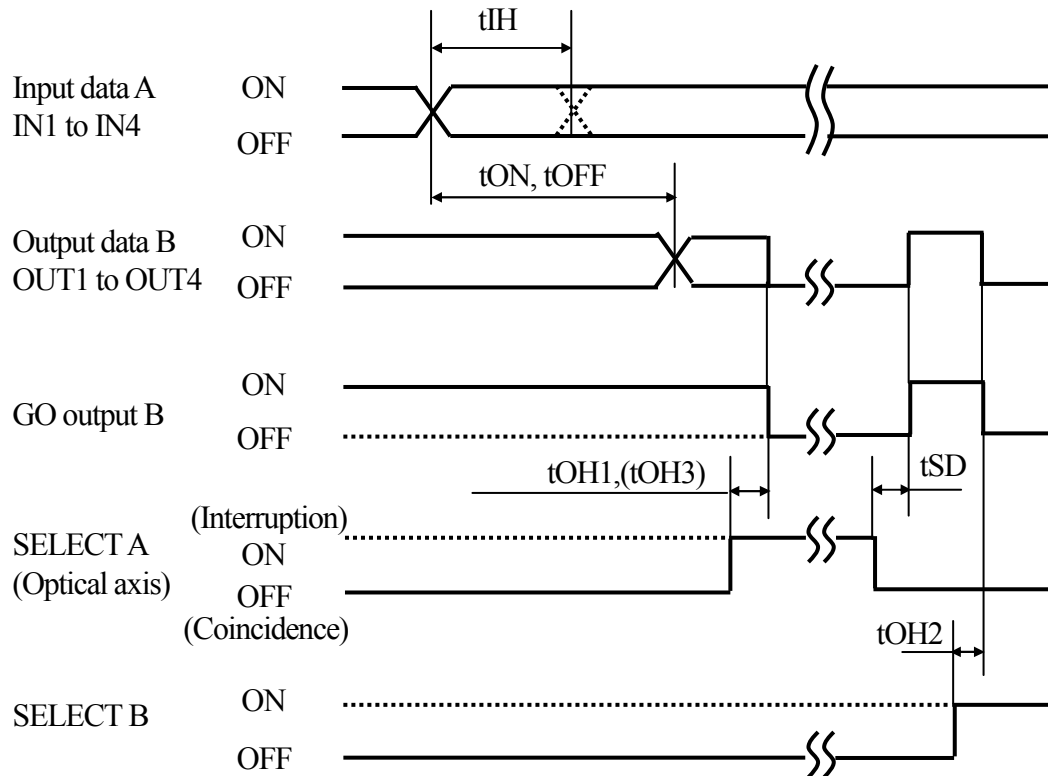 tIH
Input data A
IN1 to IN4
ON
OFF
tON, tOFF
Output data B
OUT1 to OUT4
ON
OFF
GO output B
ON
OFF
tOH1,(tOH3)
tSD
SELECT A
(Optical axis)
(Interruption)
ON
OFF
(Coincidence)
tOH2
SELECT B
ON
OFF